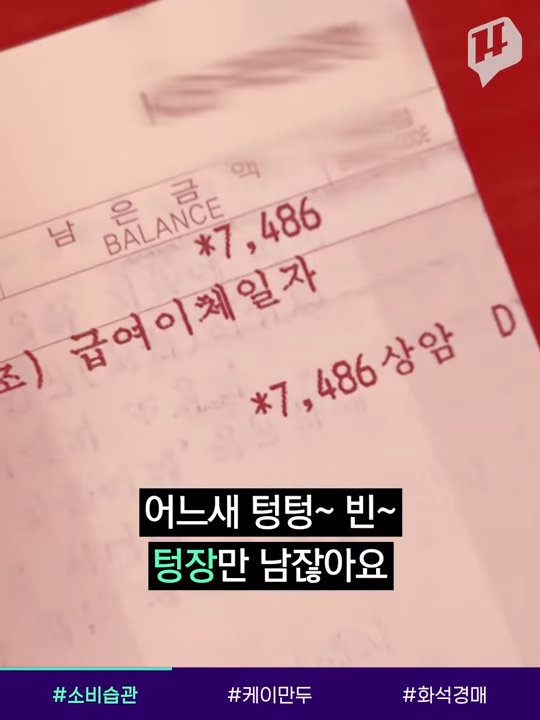 남은금액
BALANCE
*7,486
조) 급여이체일자
*7,486상암 D
어느새 텅텅~ 빈~
텅장만 남잖아요
#소비습관 #케이만두 #화석경매